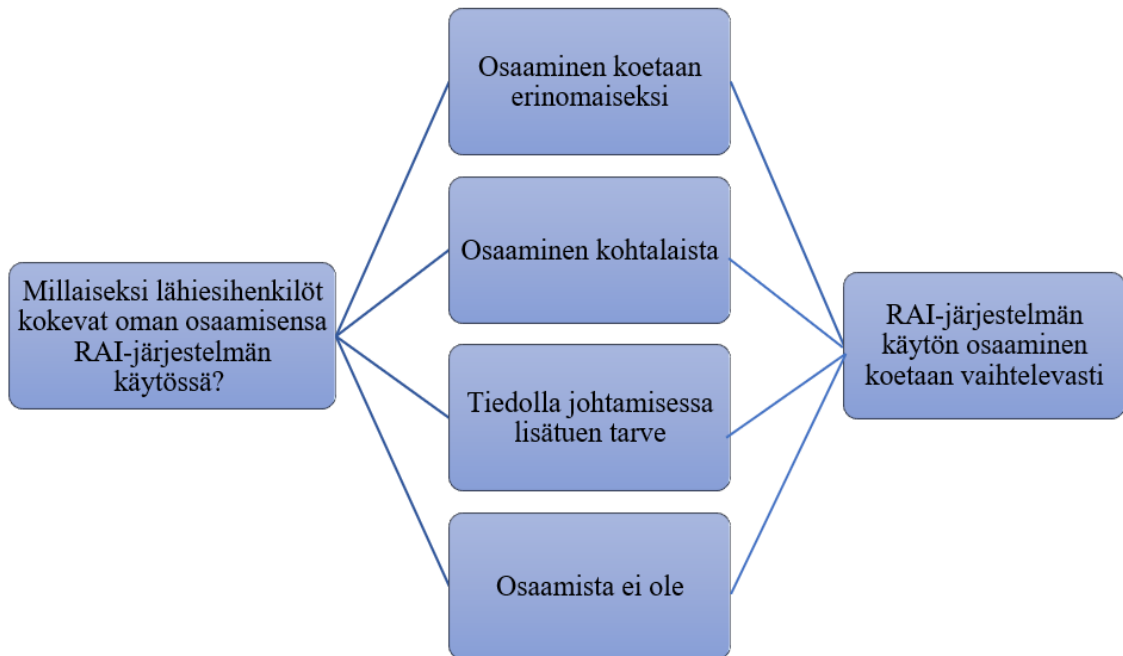 Millaiseksi lähiesihenkilöt
kokevat oman osaamisensa
RAI-järjestelmän
käytössä?
Osaaminen koetaan
erinomaiseksi
Osaaminen kohtalaista
Tiedolla johtamisessa
lisätuen tarve
Osaamista ei ole
RAI-järjestelmän
käytön osaaminen
koetaan vaihtelevasti